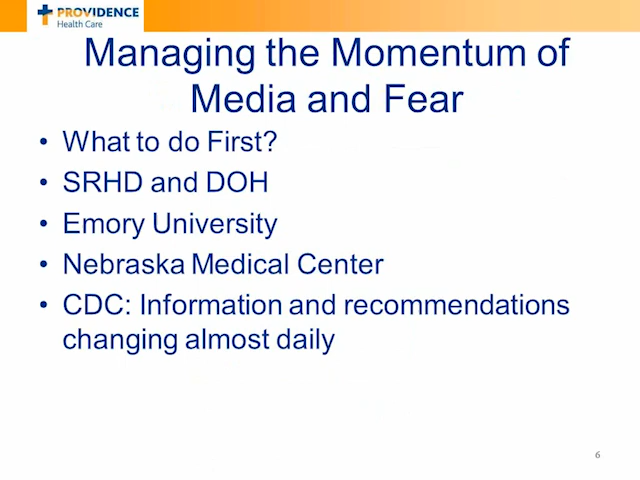 PROVIDENCE
Health Care
Managing the Momentum of
Media and Fear
• What to do First?
• SRHD and DOH
• Emory University
• Nebraska Medical Center
• CDC: Information and recommendations
changing almost daily
6